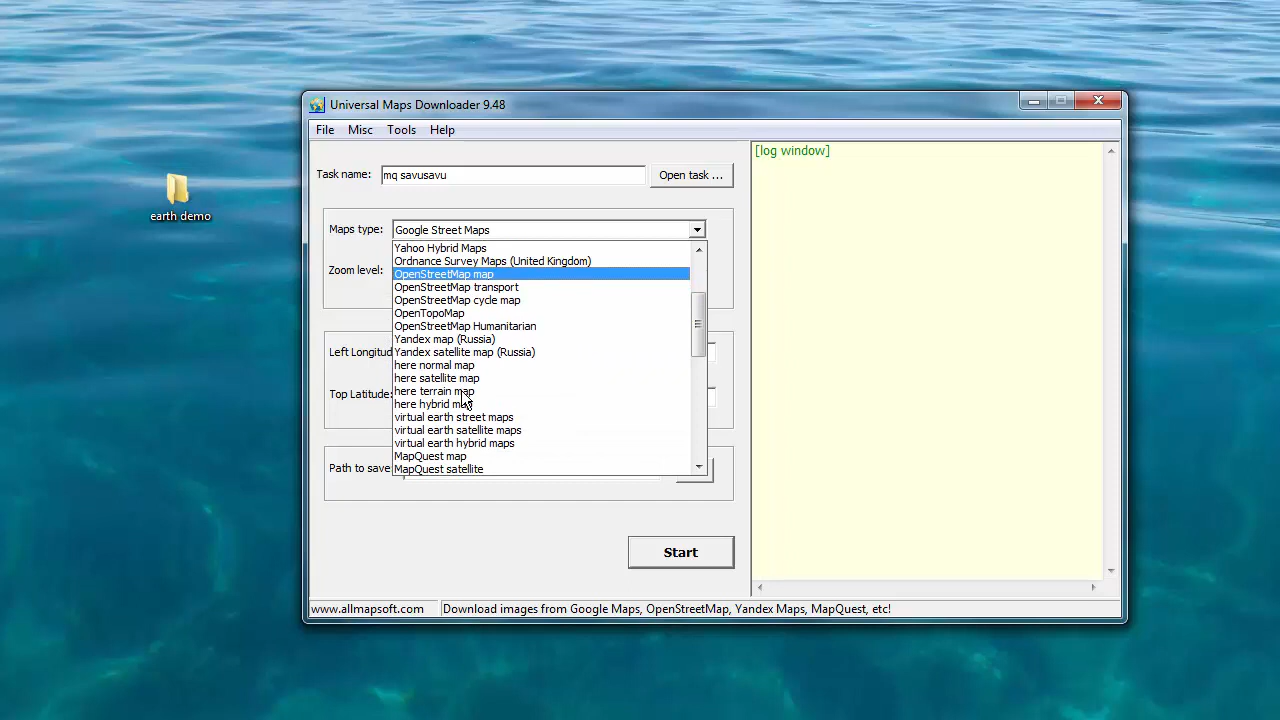 Universal Maps Downloader 9.48
File Misc Tools Help
Task name: mq savusavu Open task ...
[log window]
earth demo
Maps type: Google Street Maps
Yahoo Hybrid Maps
Ordnance Survey Maps (United Kingdom)
Zoom level: OpenStreetMap map
OpenStreetMap transport
OpenStreetMap cycle map
OpenTopoMap
OpenStreetMap Humanitarian
Yandex map (Russia)
Left Longitud Yandex satellite map (Russia)
here normal map
here satellite map
Top Latitude: here terrain map
here hybrid map
virtual earth street maps
virtual earth satellite maps
virtual earth hybrid maps
MapQuest map
Path to save MapQuest satellite
Start
www.allmapsoft.com Download images from Google Maps, OpenStreetMap, Yandex Maps, MapQuest, etc!